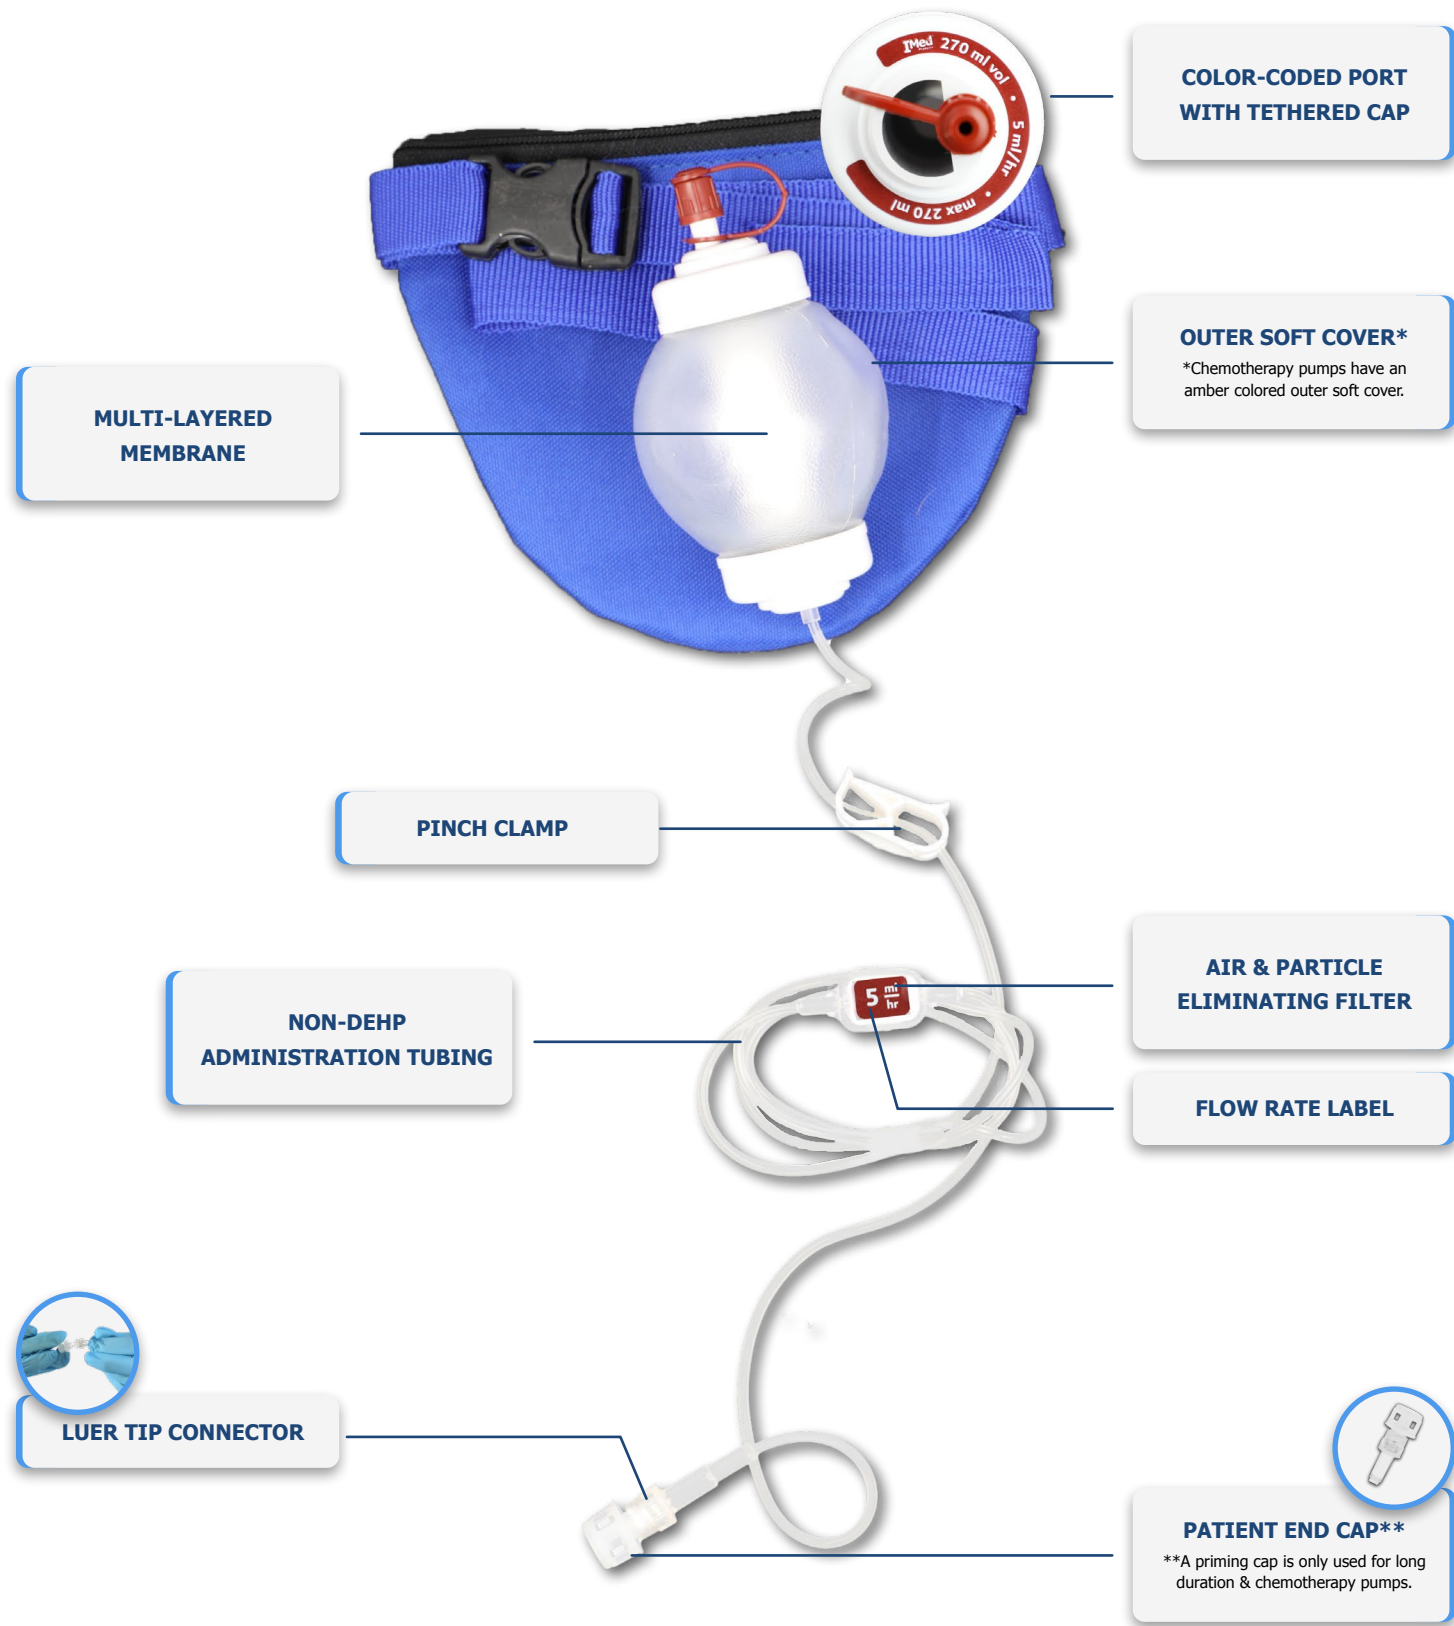 IMed 270 ml vol • 5 ml/hr • max 270 ml
COLOR-CODED PORT
WITH TETHERED CAP
OUTER SOFT COVER*
*Chemotherapy pumps have an
amber colored outer soft cover.
MULTI-LAYERED
MEMBRANE
PINCH CLAMP
AIR & PARTICLE
ELIMINATING FILTER
5 ml
hr
NON-DEHP
ADMINISTRATION TUBING
FLOW RATE LABEL
LUER TIP CONNECTOR
PATIENT END CAP**
**A priming cap is only used for long
duration & chemotherapy pumps.